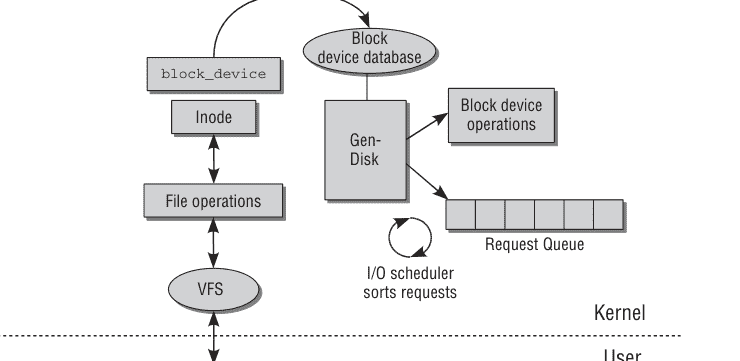 Block
device database
block_device
Inode
Gen-
Disk
Block device
operations
File operations
Request Queue
I/O scheduler
sorts requests
VFS
Kernel
User